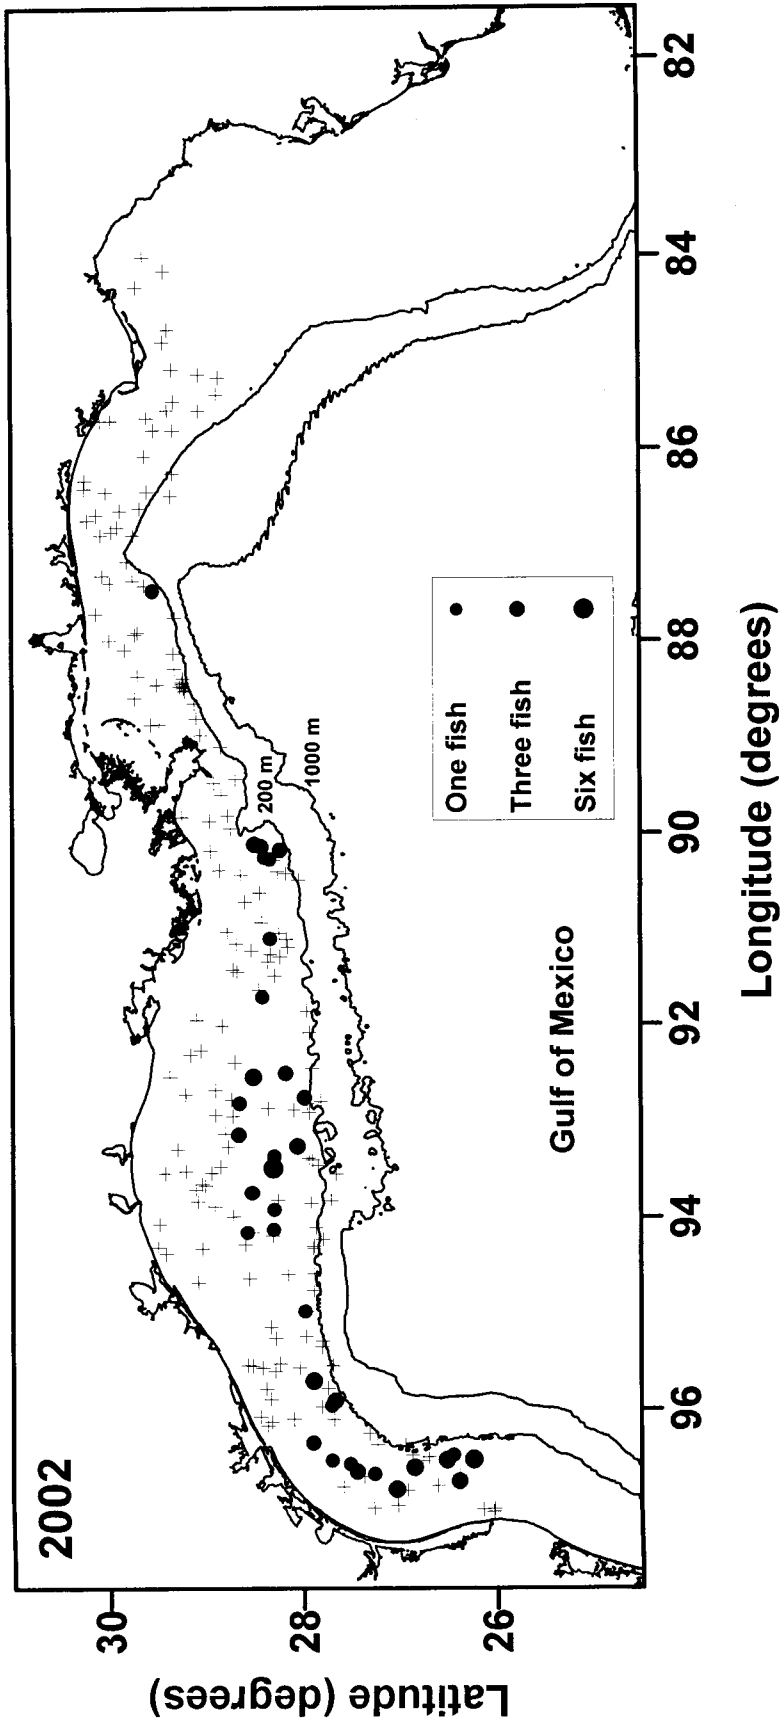 2002
30
28
26
Latitude (degrees)
96
94
92
90
88
86
84
82
Longitude (degrees)
200 m
1000 m
Gulf of Mexico
One fish
Three fish
Six fish